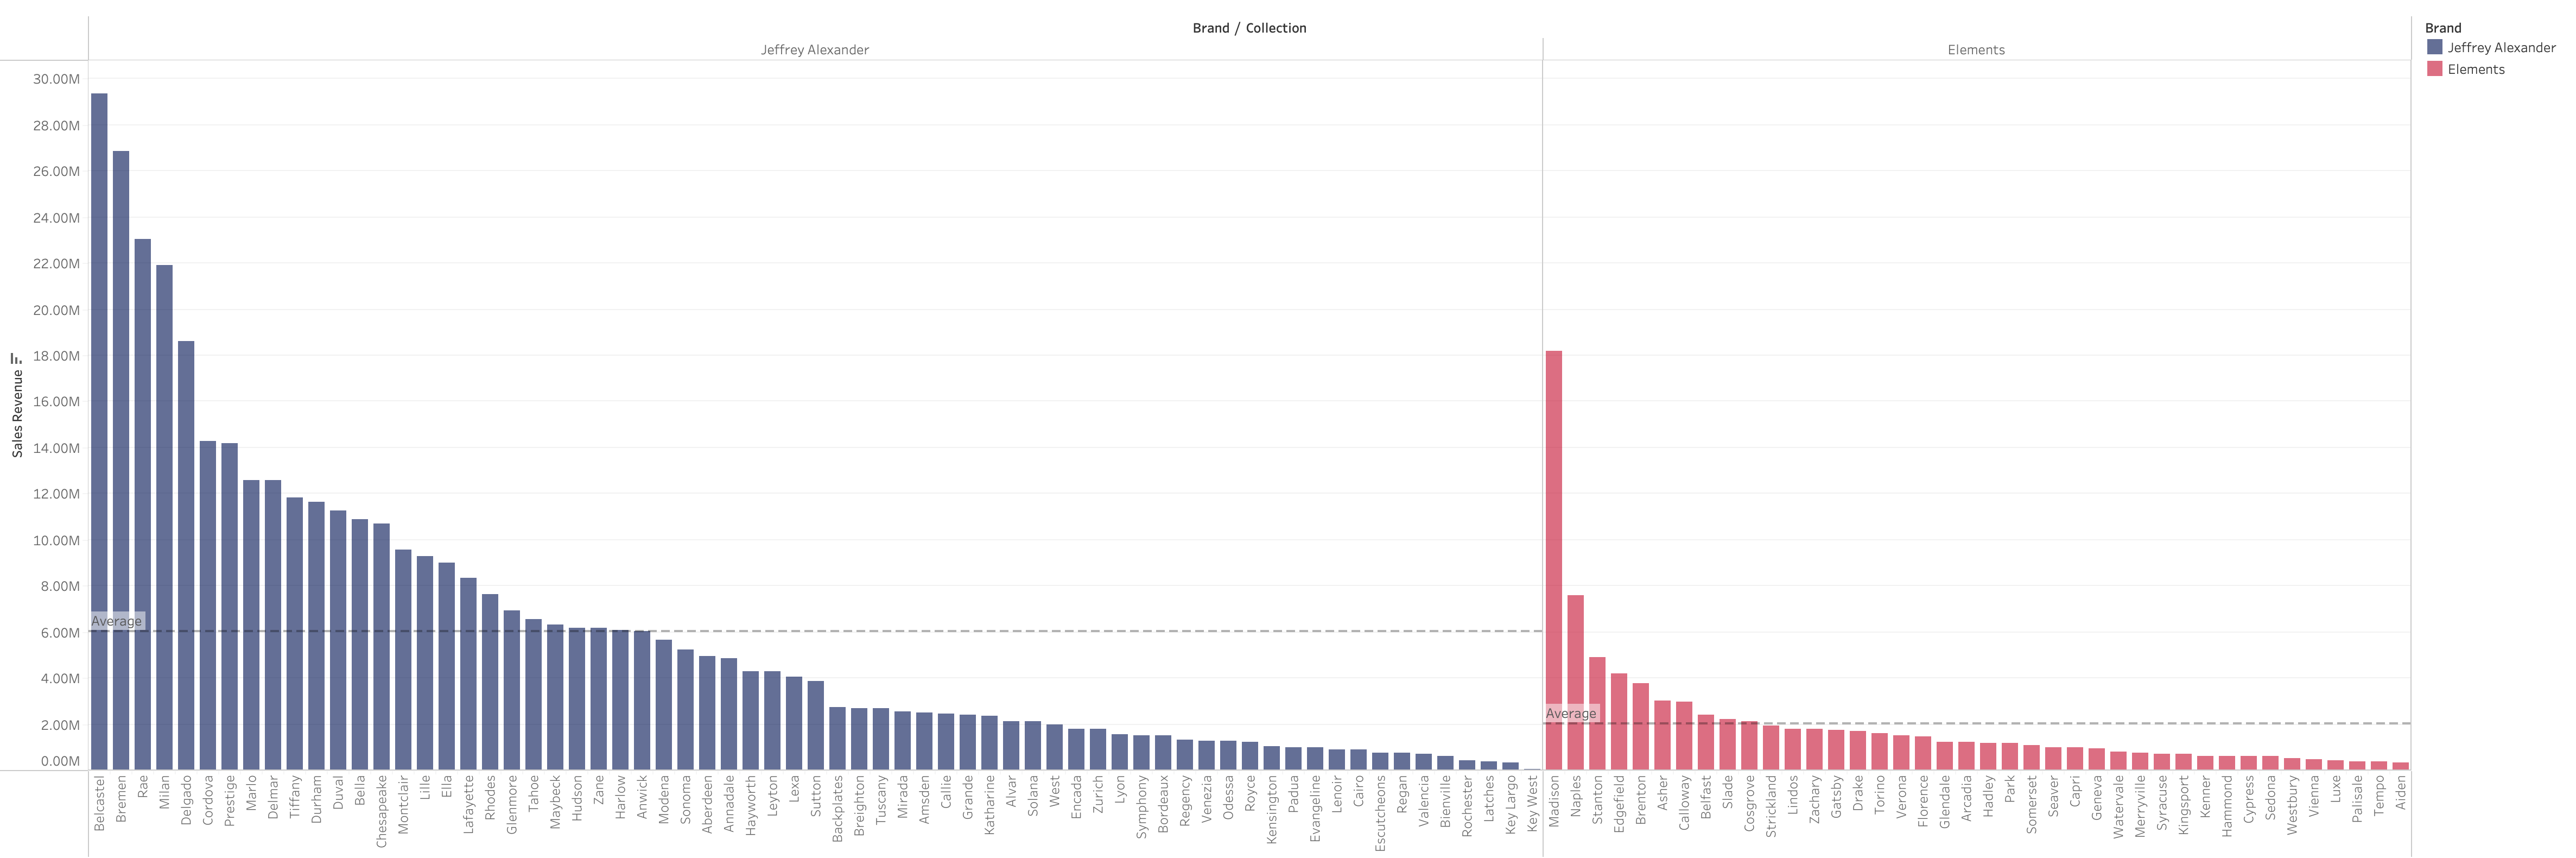 Brand / Collection
Jeffrey Alexander
Elements
Brand
Jeffrey Alexander
Elements
Sales Revenue
30.00M
28.00M
26.00M
24.00M
22.00M
20.00M
18.00M
16.00M
14.00M
12.00M
10.00M
8.00M
6.00M
4.00M
2.00M
0.00M
Average
Average
Belcastel
Bremen
Rae
Milan
Delgado
Cordova
Prestige
Marlo
Delmar
Tiffany
Durham
Duval
Bella
Chesapeake
Montclair
Lille
Ella
Lafayette
Rhodes
Glenmore
Tahoe
Maybeck
Hudson
Zane
Harlow
Anwick
Modena
Sonoma
Aberdeen
Annadale
Hayworth
Leyton
Lexa
Sutton
Backplates
Breighton
Tuscany
Mirada
Amsden
Callie
Grande
Katharine
Alvar
Solana
West
Encada
Zurich
Lyon
Symphony
Bordeaux
Regency
Venezia
Odessa
Royce
Kensington
Padua
Evangeline
Lenoir
Cairo
Escutcheons
Regan
Valencia
Bienville
Rochester
Latches
Key Largo
Key West
Madison
Naples
Stanton
Edgefield
Brenton
Asher
Calloway
Belfast
Slade
Cosgrove
Strickland
Lindos
Zachary
Gatsby
Drake
Torino
Verona
Florence
Glendale
Arcadia
Hadley
Park
Somerset
Seaver
Capri
Geneva
Watervale
Merryville
Syracuse
Kingsport
Kenner
Hammond
Cypress
Sedona
Westbury
Vienna
Luxe
Palisale
Tempo
Aiden